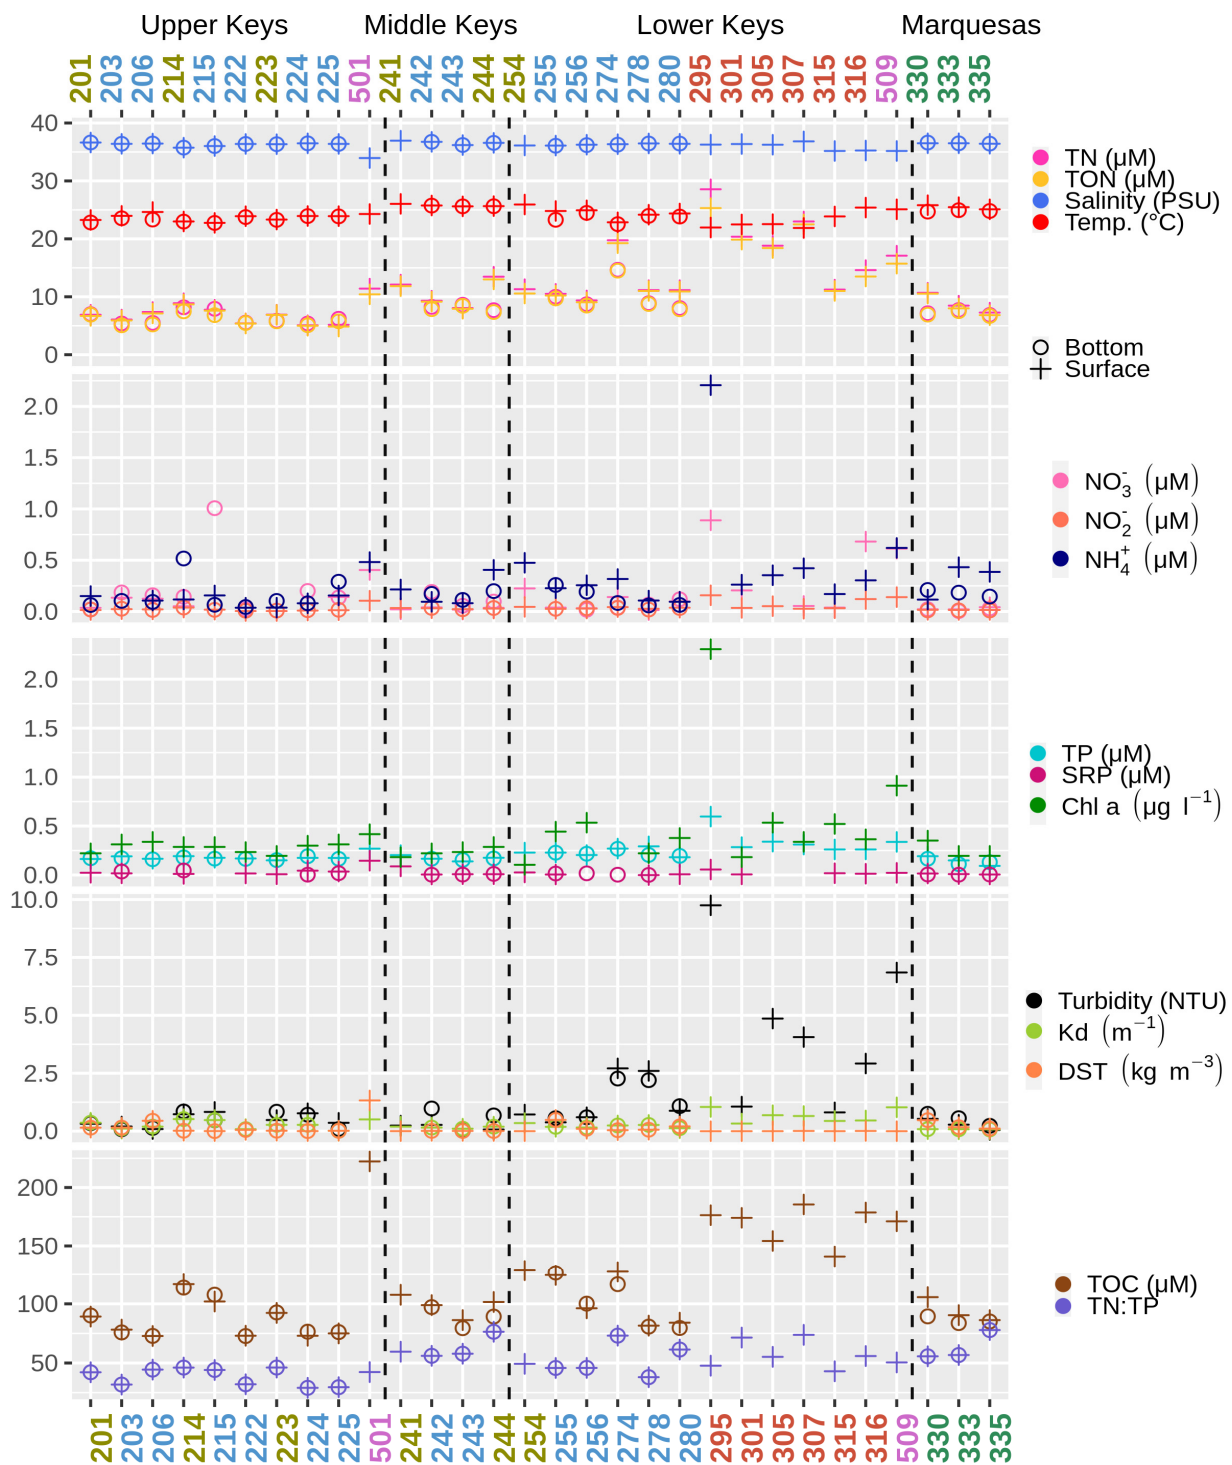 Upper Keys Middle Keys Lower Keys Marquesas
201 203 206 214 215 222 223 224 225 501 241 242 243 244 254 255 256 274 278 280 295 301 305 307 315 316 509 330 333 335
40
30
20
10
0
TN (µM)
TON (µM)
Salinity (PSU)
Temp. (°C)
Bottom
Surface
2.0
1.5
1.0
0.5
0.0
NO₃⁻ (µM)
NO₂⁻ (µM)
NH₄⁺ (µM)
2.0
1.5
1.0
0.5
0.0
TP (µM)
SRP (µM)
Chl a (µg l⁻¹)
10.0
7.5
5.0
2.5
0.0
Turbidity (NTU)
Kd (m⁻¹)
DST (kg m⁻³)
200
150
100
50
TOC (µM)
TN:TP
201 203 206 214 215 222 223 224 225 501 241 242 243 244 254 255 256 274 278 280 295 301 305 307 315 316 509 330 333 335